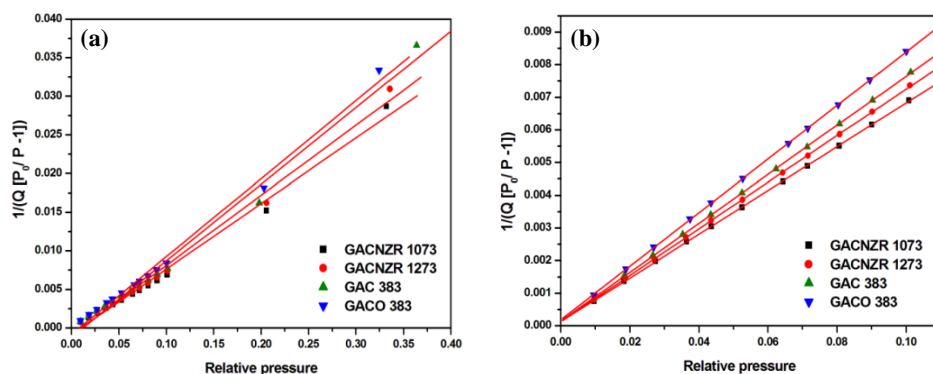 (a)
1/(Q [P₀/ P -1])
0.040
0.035
0.030
0.025
0.020
0.015
0.010
0.005
0.000
GACNZR 1073
GACNZR 1273
GAC 383
GACO 383
0.00 0.05 0.10 0.15 0.20 0.25 0.30 0.35 0.40
Relative pressure
(b)
1/(Q [P₀/ P -1])
0.009
0.008
0.007
0.006
0.005
0.004
0.003
0.002
0.001
0.000
GACNZR 1073
GACNZR 1273
GAC 383
GACO 383
0.00 0.02 0.04 0.06 0.08 0.10
Relative pressure